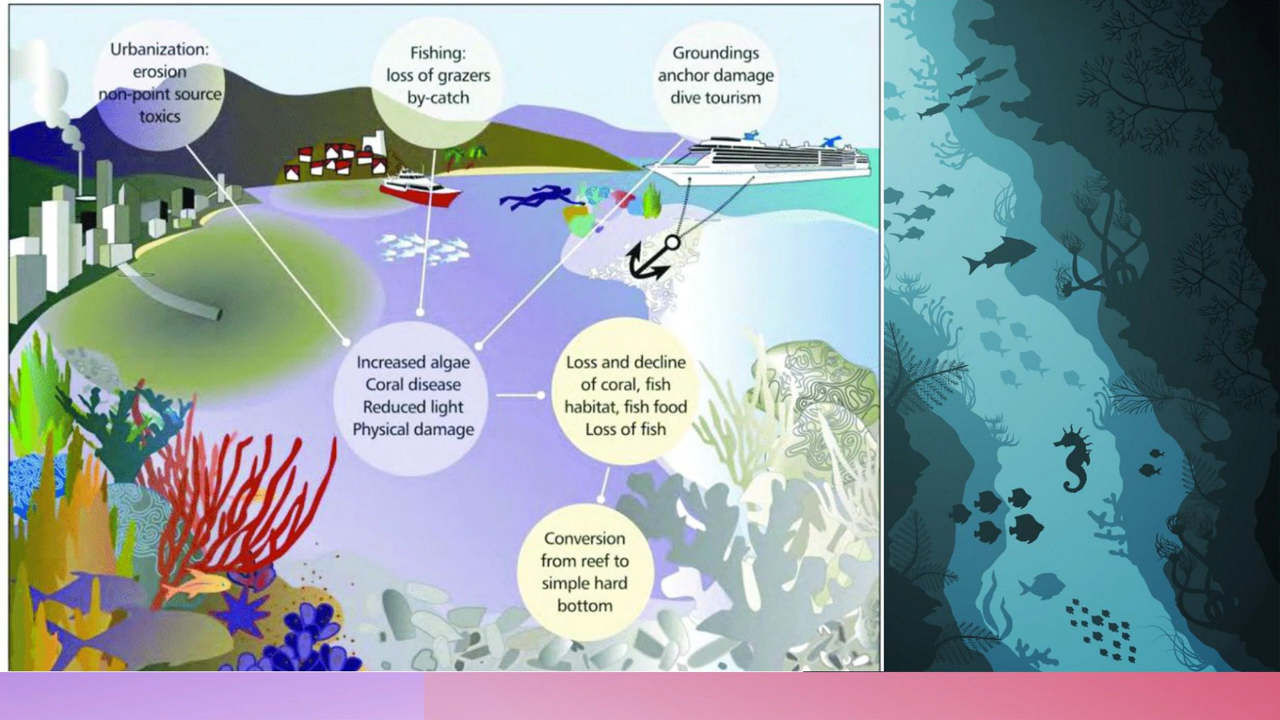 Urbanization:
erosion
non-point source
toxics
Fishing:
loss of grazers
by-catch
Groundings
anchor damage
dive tourism
Increased algae
Coral disease
Reduced light
Physical damage
Loss and decline
of coral, fish
habitat, fish food
Loss of fish
Conversion
from reef to
simple hard
bottom